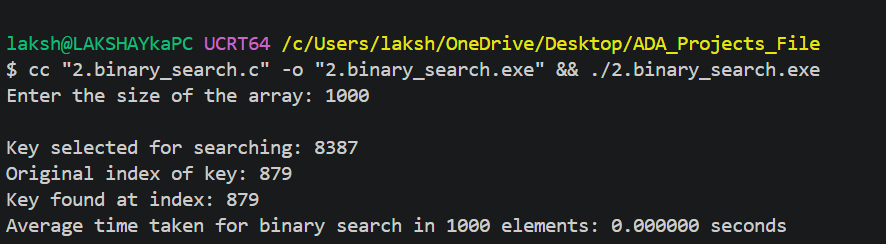 laksh@LAKSHAYkaPC UCRT64 /c/Users/laksh/OneDrive/Desktop/ADA_Projects_File
$ cc "2.binary_search.c" -o "2.binary_search.exe" && ./2.binary_search.exe
Enter the size of the array: 1000
Key selected for searching: 8387
Original index of key: 879
Key found at index: 879
Average time taken for binary search in 1000 elements: 0.000000 seconds